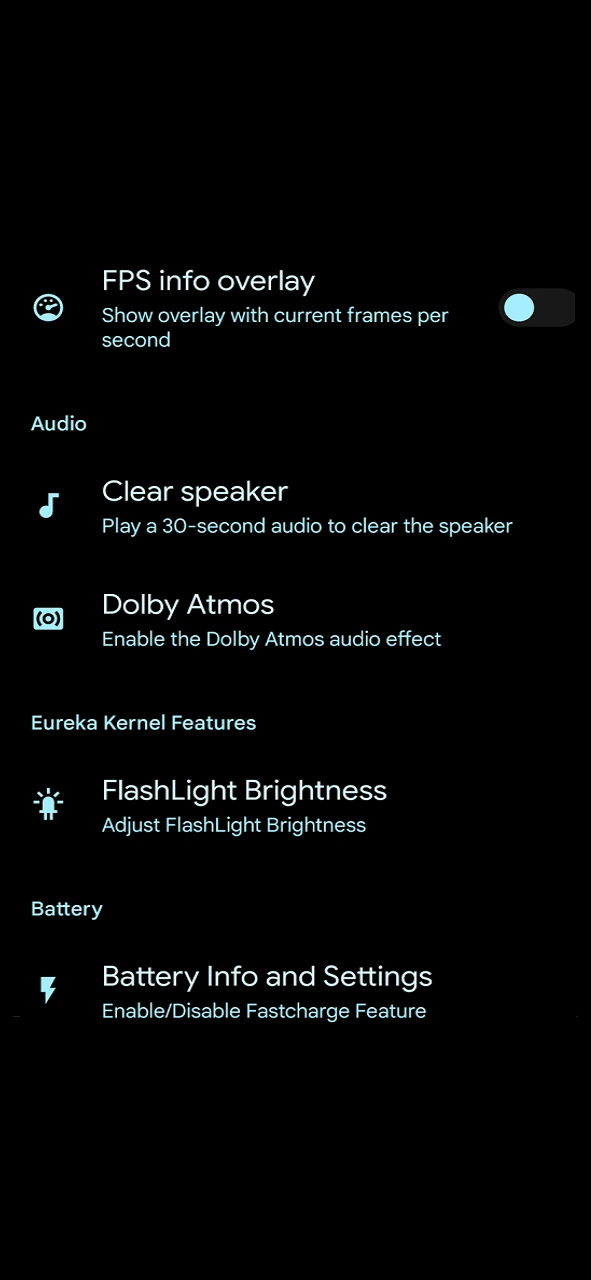 FPS info overlay
Show overlay with current frames per
second
Audio
Clear speaker
Play a 30-second audio to clear the speaker
Dolby Atmos
Enable the Dolby Atmos audio effect
Eureka Kernel Features
FlashLight Brightness
Adjust FlashLight Brightness
Battery
Battery Info and Settings
Enable/Disable Fastcharge Feature